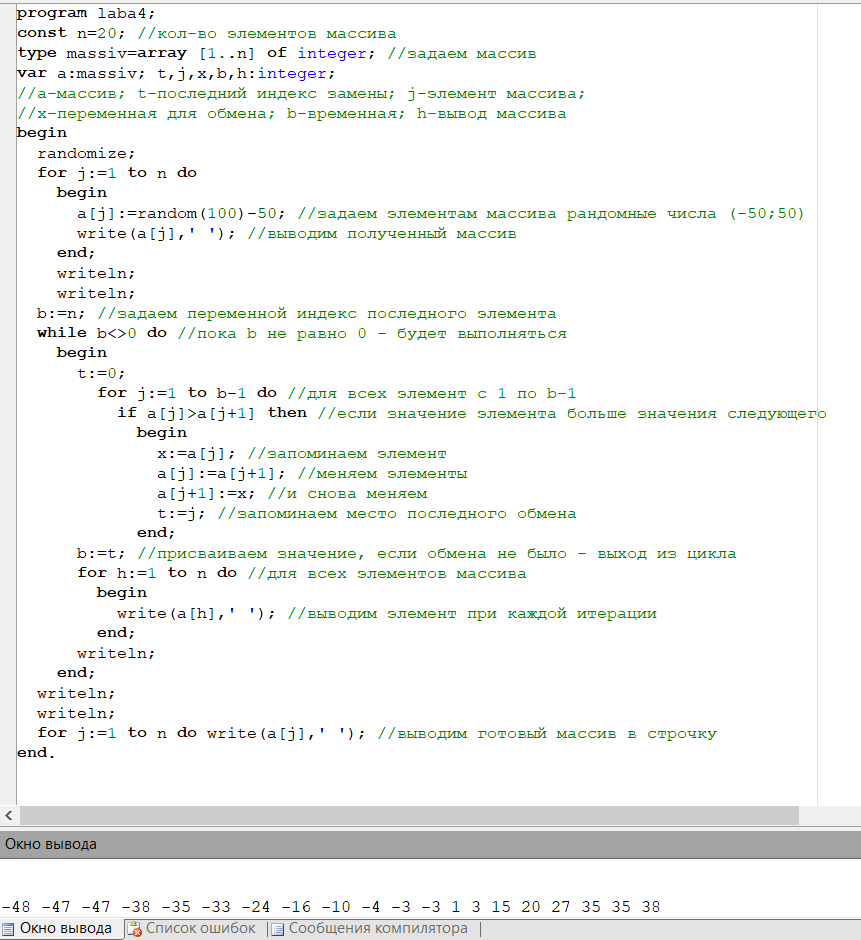 program laba4;
const n=20; //кол-во элементов массива
type massiv=array [1..n] of integer; //задаем массив
var a:massiv; t,j,x,b,h:integer;
//a-массив; t-последний индекс замены; j-элемент массива;
//x-переменная для обмена; b-временная; h-вывод массива
begin
randomize;
for j:=1 to n do
begin
a[j]:=random(100)-50; //задаем элементам массива рандомные числа (-50;50)
write(a[j],' '); //выводим полученный массив
end;
writeln;
writeln;
b:=n; //задаем переменной индекс последнего элемента
while b<>0 do //пока b не равно 0 - будет выполняться
begin
t:=0;
for j:=1 to b-1 do //для всех элемент с 1 по b-1
if a[j]>a[j+1] then //если значение элемента больше значения следующего
begin
x:=a[j]; //запоминаем элемент
a[j]:=a[j+1]; //меняем элементы
a[j+1]:=x; //и снова меняем
t:=j; //запоминаем место последного обмена
end;
b:=t; //присваиваем значение, если обмена не было - выход из цикла
for h:=1 to n do //для всех элементов массива
begin
write(a[h],' '); //выводим элемент при каждой итерации
end;
writeln;
end;
writeln;
writeln;
for j:=1 to n do write(a[j],' '); //выводим готовый массив в строчку
end.
Окно вывода
-48 -47 -47 -38 -35 -33 -24 -16 -10 -4 -3 -3 1 3 15 20 27 35 35 38
Окно вывода Список ошибок Сообщения компилятора